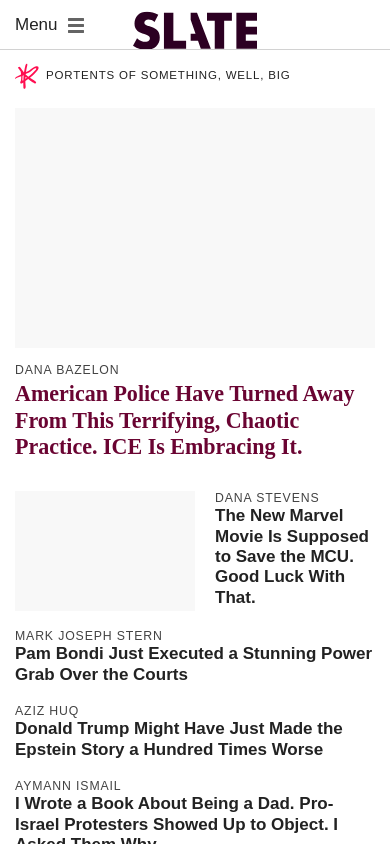 Menu
SLATE
PORTENTS OF SOMETHING, WELL, BIG
DANA BAZELON
American Police Have Turned Away
From This Terrifying, Chaotic
Practice. ICE Is Embracing It.
DANA STEVENS
The New Marvel
Movie Is Supposed
to Save the MCU.
Good Luck With
That.
MARK JOSEPH STERN
Pam Bondi Just Executed a Stunning Power
Grab Over the Courts
AZIZ HUQ
Donald Trump Might Have Just Made the
Epstein Story a Hundred Times Worse
AYMANN ISMAIL
I Wrote a Book About Being a Dad. Pro-
Israel Protesters Showed Up to Object. I
Asked Them Why